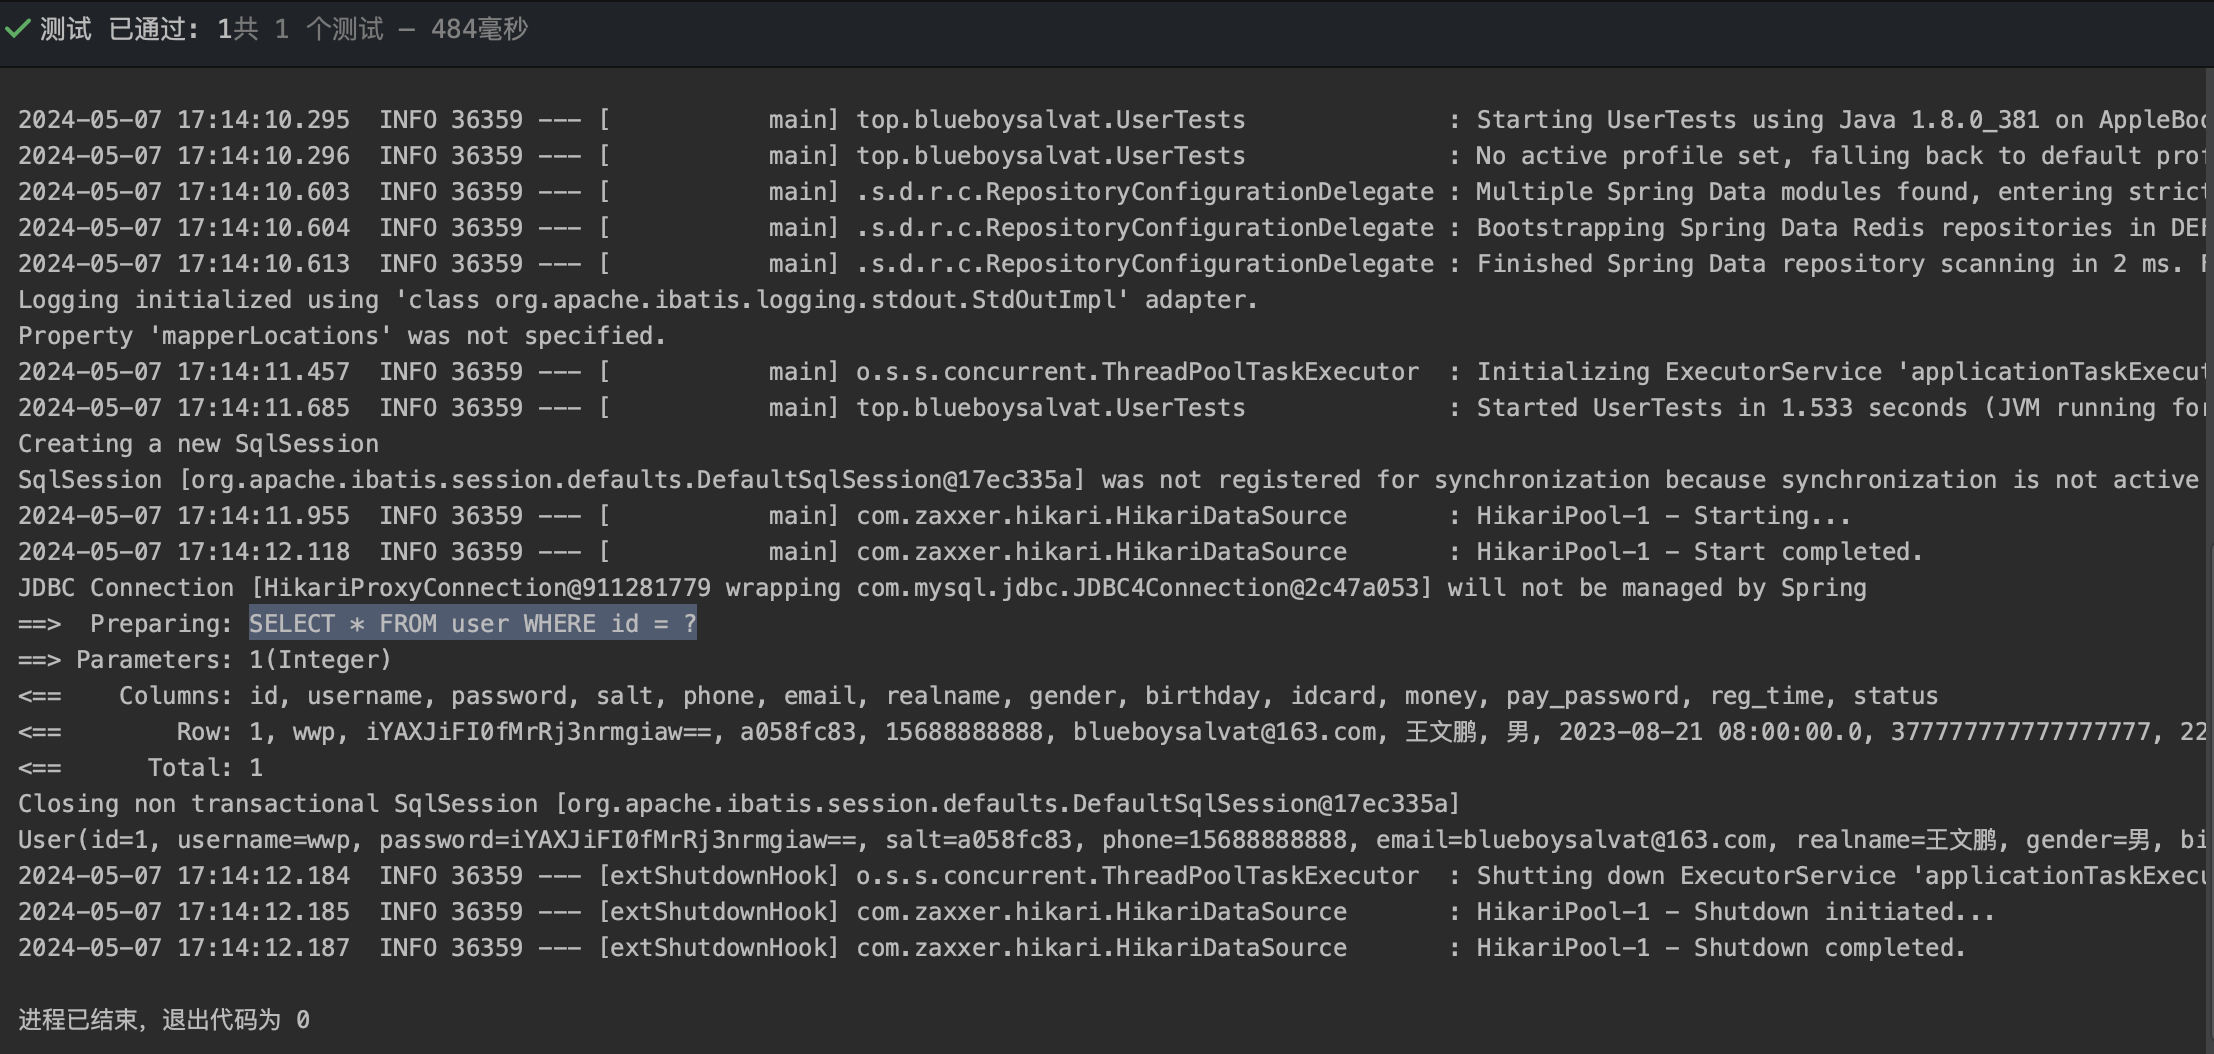 测试 已通过: 1共 1 个测试 – 484毫秒
2024-05-07 17:14:10.295  INFO 36359 --- [           main] top.blueboysalvat.UserTests              : Starting UserTests using Java 1.8.0_381 on AppleBoo
2024-05-07 17:14:10.296  INFO 36359 --- [           main] top.blueboysalvat.UserTests              : No active profile set, falling back to default prof
2024-05-07 17:14:10.603  INFO 36359 --- [           main] .s.d.r.c.RepositoryConfigurationDelegate : Multiple Spring Data modules found, entering strict
2024-05-07 17:14:10.604  INFO 36359 --- [           main] .s.d.r.c.RepositoryConfigurationDelegate : Bootstrapping Spring Data Redis repositories in DEF
2024-05-07 17:14:10.613  INFO 36359 --- [           main] .s.d.r.c.RepositoryConfigurationDelegate : Finished Spring Data repository scanning in 2 ms. F
Logging initialized using 'class org.apache.ibatis.logging.stdout.StdOutImpl' adapter.
Property 'mapperLocations' was not specified.
2024-05-07 17:14:11.457  INFO 36359 --- [           main] o.s.s.concurrent.ThreadPoolTaskExecutor  : Initializing ExecutorService 'applicationTaskExecut
2024-05-07 17:14:11.685  INFO 36359 --- [           main] top.blueboysalvat.UserTests              : Started UserTests in 1.533 seconds (JVM running for
Creating a new SqlSession
SqlSession [org.apache.ibatis.session.defaults.DefaultSqlSession@17ec335a] was not registered for synchronization because synchronization is not active
2024-05-07 17:14:11.955  INFO 36359 --- [           main] com.zaxxer.hikari.HikariDataSource       : HikariPool-1 - Starting...
2024-05-07 17:14:12.118  INFO 36359 --- [           main] com.zaxxer.hikari.HikariDataSource       : HikariPool-1 - Start completed.
JDBC Connection [HikariProxyConnection@911281779 wrapping com.mysql.jdbc.JDBC4Connection@2c47a053] will not be managed by Spring
==>  Preparing: SELECT * FROM user WHERE id = ?
==> Parameters: 1(Integer)
<==    Columns: id, username, password, salt, phone, email, realname, gender, birthday, idcard, money, pay_password, reg_time, status
<==        Row: 1, wwp, iYAXJiFI0fMrRj3nrmgiaw==, a058fc83, 15688888888, blueboysalvat@163.com, 王文鹏, 男, 2023-08-21 08:00:00.0, 377777777777777777, 22
<==      Total: 1
Closing non transactional SqlSession [org.apache.ibatis.session.defaults.DefaultSqlSession@17ec335a]
User(id=1, username=wwp, password=iYAXJiFI0fMrRj3nrmgiaw==, salt=a058fc83, phone=15688888888, email=blueboysalvat@163.com, realname=王文鹏, gender=男, bi
2024-05-07 17:14:12.184  INFO 36359 --- [extShutdownHook] o.s.s.concurrent.ThreadPoolTaskExecutor  : Shutting down ExecutorService 'applicationTaskExecu
2024-05-07 17:14:12.185  INFO 36359 --- [extShutdownHook] com.zaxxer.hikari.HikariDataSource       : HikariPool-1 - Shutdown initiated...
2024-05-07 17:14:12.187  INFO 36359 --- [extShutdownHook] com.zaxxer.hikari.HikariDataSource       : HikariPool-1 - Shutdown completed.
进程已结束，退出代码为 0